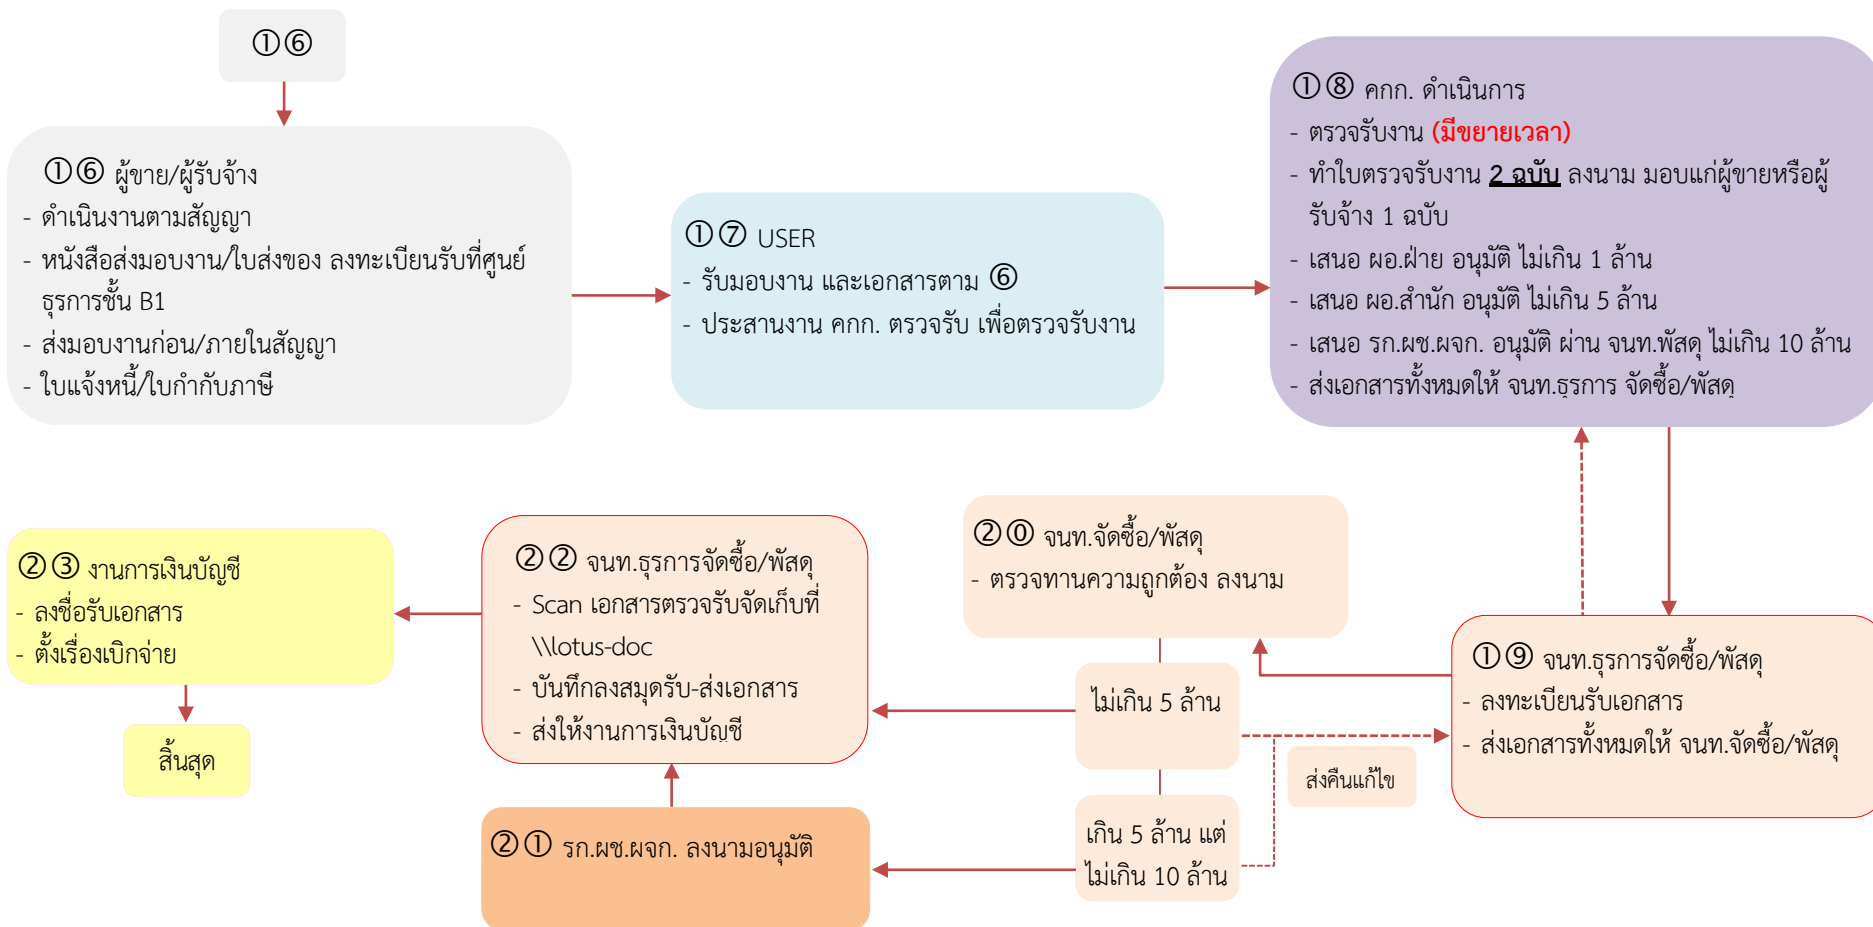 ①⑥
①⑥ ผู้ขาย/ผู้รับจ้าง
- ดำเนินงานตามสัญญา
- หนังสือส่งมอบงาน/ใบส่งของ ลงทะเบียนรับที่ศูนย์
ธุรการชั้น B1
- ส่งมอบงานก่อน/ภายในสัญญา
- ใบแจ้งหนี้/ใบกำกับภาษี
①⑦ USER
- รับมอบงาน และเอกสารตาม ⑥
- ประสานงาน คกก. ตรวจรับ เพื่อตรวจรับงาน
①⑧ คกก. ดำเนินการ
- ตรวจรับงาน (มีขยายเวลา)
- ทำใบตรวจรับงาน 2 ฉบับ ลงนาม มอบแก่ผู้ขายหรือผู้
รับจ้าง 1 ฉบับ
- เสนอ ผอ.ฝ่าย อนุมัติ ไม่เกิน 1 ล้าน
- เสนอ ผอ.สำนัก อนุมัติ ไม่เกิน 5 ล้าน
- เสนอ รก.ผช.ผจก. อนุมัติ ผ่าน จนท.พัสดุ ไม่เกิน 10 ล้าน
- ส่งเอกสารทั้งหมดให้ จนท.ธุรการ จัดซื้อ/พัสดุ
①⑨ จนท.ธุรการจัดซื้อ/พัสดุ
- ลงทะเบียนรับเอกสาร
- ส่งเอกสารทั้งหมดให้ จนท.จัดซื้อ/พัสดุ
②⓪ จนท.จัดซื้อ/พัสดุ
- ตรวจทานความถูกต้อง ลงนาม
ไม่เกิน 5 ล้าน
เกิน 5 ล้าน แต่
ไม่เกิน 10 ล้าน
ส่งคืนแก้ไข
②① รก.ผช.ผจก. ลงนามอนุมัติ
②② จนท.ธุรการจัดซื้อ/พัสดุ
- Scan เอกสารตรวจรับจัดเก็บที่
\\lotus-doc
- บันทึกลงสมุดรับ-ส่งเอกสาร
- ส่งให้งานการเงินบัญชี
②③ งานการเงินบัญชี
- ลงชื่อรับเอกสาร
- ตั้งเรื่องเบิกจ่าย
สิ้นสุด